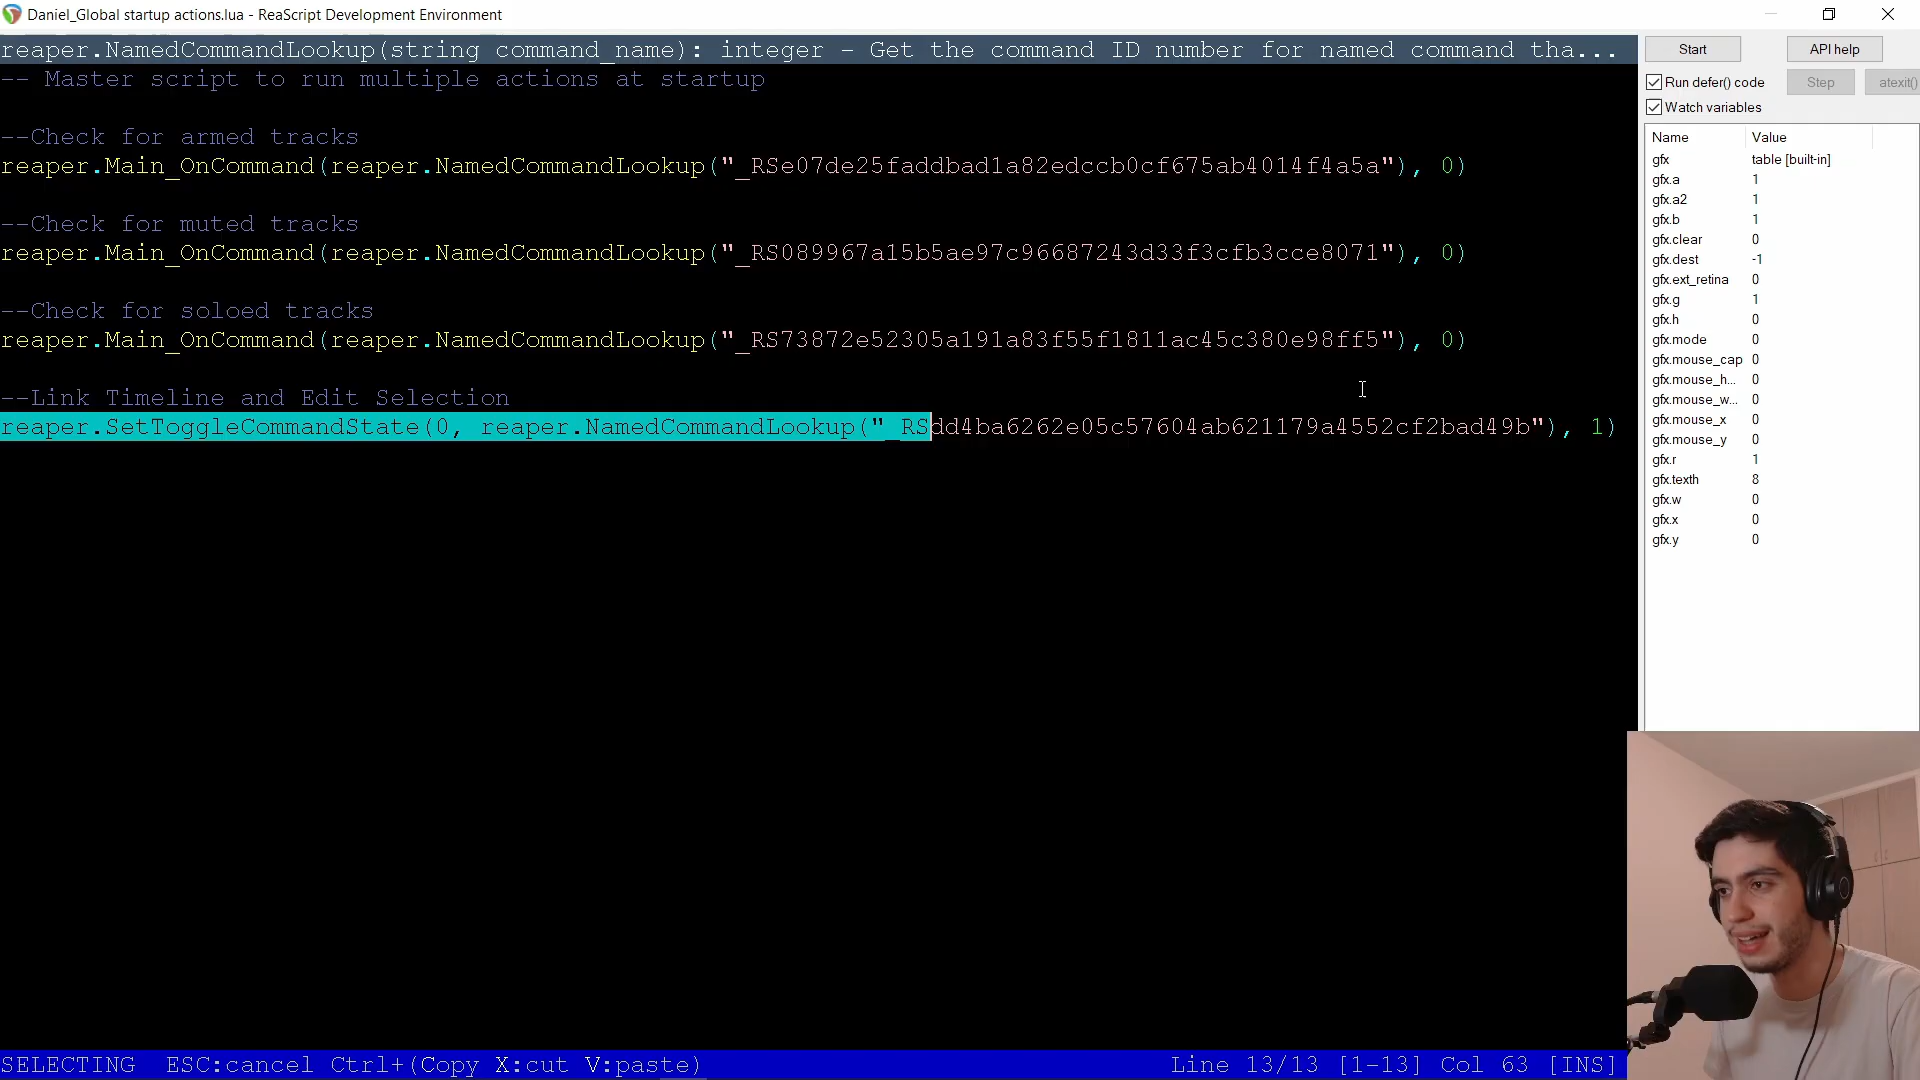 Daniel_Global startup actions.lua - ReaScript Development Environment
reaper.NamedCommandLookup(string command_name): integer - Get the command ID number for named command tha...
-- Master script to run multiple actions at startup
--Check for armed tracks
reaper.Main_OnCommand(reaper.NamedCommandLookup("_RSe07de25faddbad1a82edccb0cf675ab4014f4a5a"), 0)
--Check for muted tracks
reaper.Main_OnCommand(reaper.NamedCommandLookup("_RS089967a15b5ae97c96687243d33f3cfb3cce8071"), 0)
--Check for soloed tracks
reaper.Main_OnCommand(reaper.NamedCommandLookup("_RS73872e52305a191a83f55f1811ac45c380e98ff5"), 0)
--Link Timeline and Edit Selection
reaper.SetToggleCommandState(0, reaper.NamedCommandLookup("_RSdd4ba6262e05c57604ab621179a4552cf2bad49b"), 1)
SELECTING ESC:cancel Ctrl+(Copy X:cut V:paste)
Line 13/13 [1-13] Col 63 [INS]
Start
API help
Run defer() code
Step
atexit()
Watch variables
Name Value
gfx table [built-in]
gfx.a 1
gfx.a2 1
gfx.b 1
gfx.clear 0
gfx.dest -1
gfx.ext_retina 0
gfx.g 1
gfx.h 0
gfx.mode 0
gfx.mouse_cap 0
gfx.mouse_h... 0
gfx.mouse_w... 0
gfx.mouse_x 0
gfx.mouse_y 0
gfx.r 1
gfx.texth 8
gfx.w 0
gfx.x 0
gfx.y 0